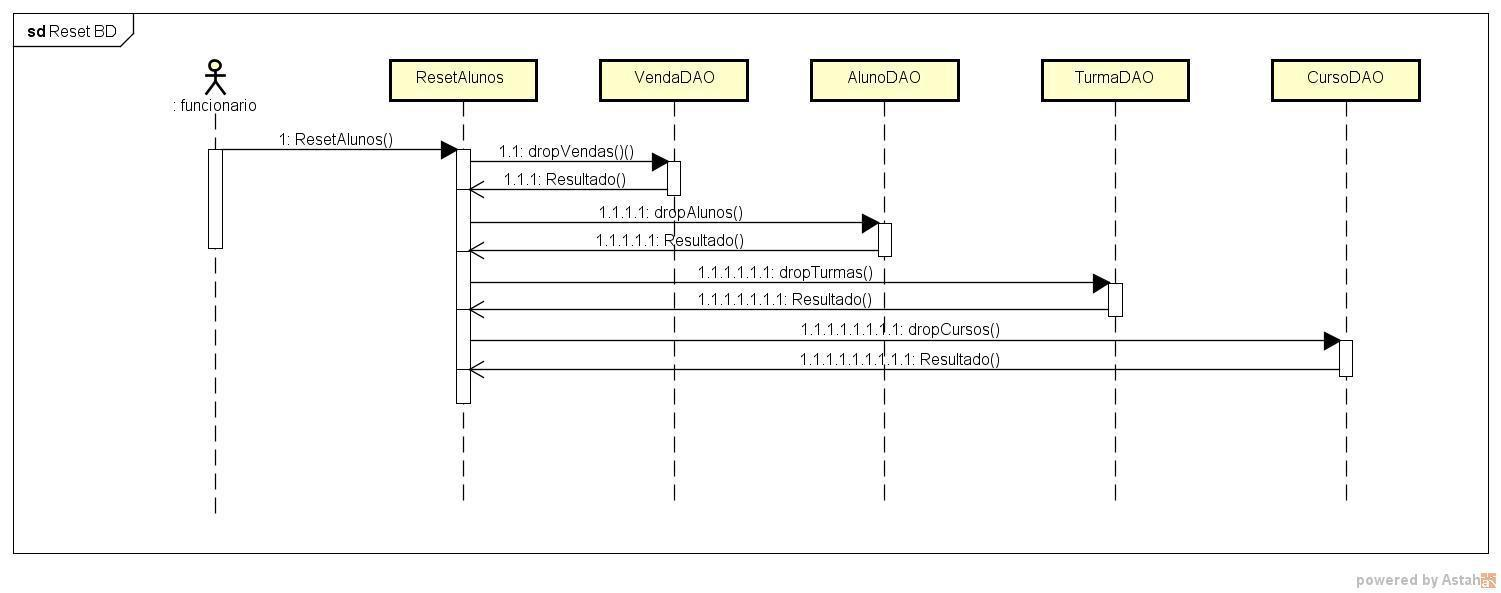 sd Reset BD
: funcionario
ResetAlunos
VendaDAO
AlunoDAO
TurmaDAO
CursoDAO
1: ResetAlunos()
1.1: dropVendas()()
1.1.1: Resultado()
1.1.1.1: dropAlunos()
1.1.1.1.1: Resultado()
1.1.1.1.1.1: dropTurmas()
1.1.1.1.1.1.1: Resultado()
1.1.1.1.1.1.1.1: dropCursos()
1.1.1.1.1.1.1.1.1: Resultado()
powered by Astah